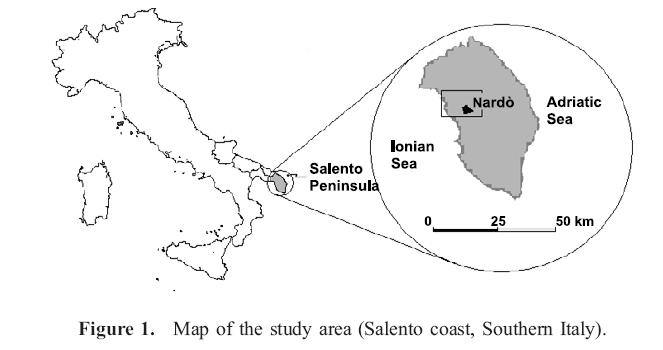 Nardò
Adriatic
Sea
Ionian
Sea
Salento
Peninsula
0 25 50 km
Figure 1. Map of the study area (Salento coast, Southern Italy).